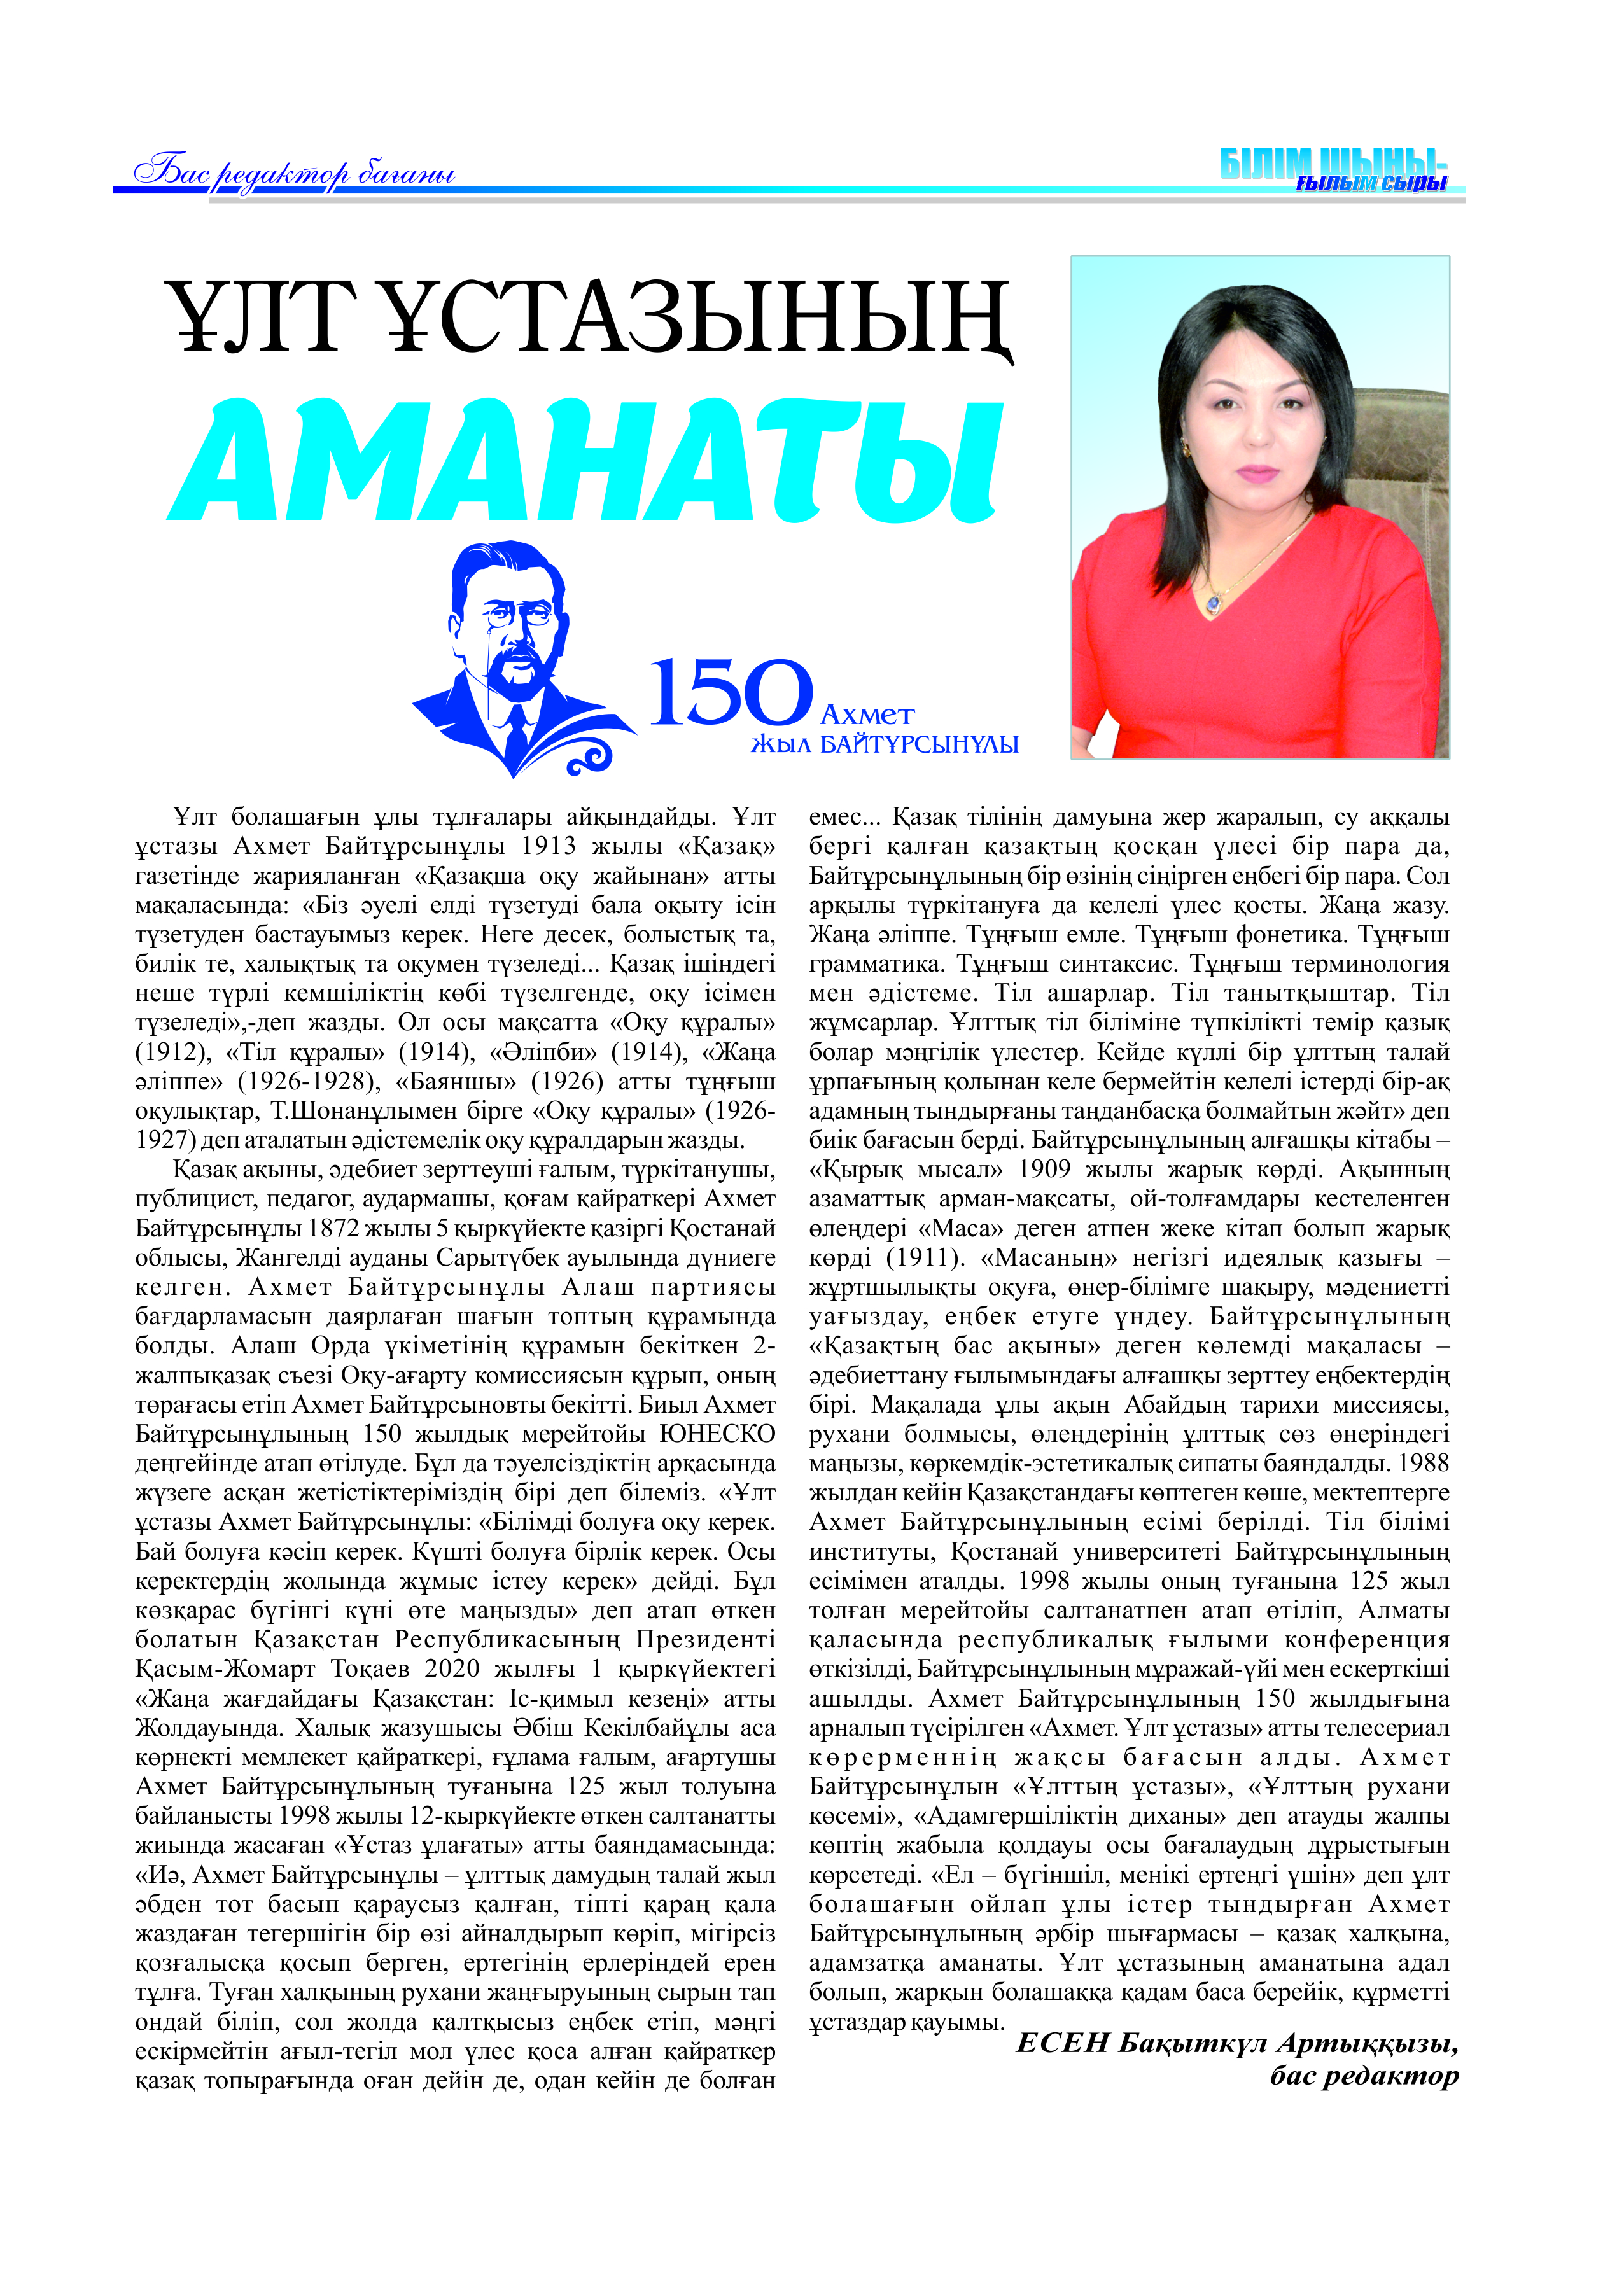 Бас редактор бағаны
БІЛІМ ШЫҢЫ-
ғылым сыры
ҰЛТ ҰСТАЗЫНЫҢ
АМАНАТЫ
150 Ахмет
жыл БАЙТҰРСЫНҰЛЫ
Ұлт болашағын ұлы тұлғалары айқындайды. Ұлт
ұстазы Ахмет Байтұрсынұлы 1913 жылы «Қазақ»
газетінде жарияланған «Қазақша оқу жайынан» атты
мақаласында: «Біз әуелі елді түзетуді бала оқыту ісін
түзетуден бастауымыз керек. Неге десек, болыстық та,
билік те, халықтық та оқумен түзеледі... Қазақ ішіндегі
неше түрлі кемшіліктің көбі түзелгенде, оқу ісімен
түзеледі»,-деп жазды. Ол осы мақсатта «Оқу құралы»
(1912), «Тіл құралы» (1914), «Әліпби» (1914), «Жаңа
әліппе» (1926-1928), «Баяншы» (1926) атты тұңғыш
оқулықтар, Т.Шонанұлымен бірге «Оқу құралы» (1926-
1927) деп аталатын әдістемелік оқу құралдарын жазды.
Қазақ ақыны, әдебиет зерттеуші ғалым, түркітанушы,
публицист, педагог, аудармашы, қоғам қайраткері Ахмет
Байтұрсынұлы 1872 жылы 5 қыркүйекте қазіргі Қостанай
облысы, Жангелді ауданы Сарытүбек ауылында дүниеге
келген. Ахмет Байтұрсынұлы Алаш партиясы
бағдарламасын даярлаған шағын топтың құрамында
болды. Алаш Орда үкіметінің құрамын бекіткен 2-
жалпықазақ съезі Оқу-ағарту комиссиясын құрып, оның
төрағасы етіп Ахмет Байтұрсыновты бекітті. Биыл Ахмет
Байтұрсынұлының 150 жылдық мерейтойы ЮНЕСКО
деңгейінде атап өтілуде. Бұл да тәуелсіздіктің арқасында
жүзеге асқан жетістіктеріміздің бірі деп білеміз. «Ұлт
ұстазы Ахмет Байтұрсынұлы: «Білімді болуға оқу керек.
Бай болуға кәсіп керек. Күшті болуға бірлік керек. Осы
керектердің жолында жұмыс істеу керек» дейді. Бұл
көзқарас бүгінгі күні өте маңызды» деп атап өткен
болатын Қазақстан Республикасының Президенті
Қасым-Жомарт Тоқаев 2020 жылғы 1 қыркүйектегі
«Жаңа жағдайдағы Қазақстан: Іс-қимыл кезеңі» атты
Жолдауында. Халық жазушысы Әбіш Кекілбайұлы аса
көрнекті мемлекет қайраткері, ғұлама ғалым, ағартушы
Ахмет Байтұрсынұлының туғанына 125 жыл толуына
байланысты 1998 жылы 12-қыркүйекте өткен салтанатты
жиында жасаған «Ұстаз ұлағаты» атты баяндамасында:
«Иә, Ахмет Байтұрсынұлы – ұлттық дамудың талай жыл
әбден тот басып қараусыз қалған, тіпті қараң қала
жаздаған тегершігін бір өзі айналдырып көріп, мігірсіз
қозғалысқа қосып берген, ертегінің ерлеріндей ерен
тұлға. Туған халқының рухани жаңғыруының сырын тап
ондай біліп, сол жолда қалтқысыз еңбек етіп, мәңгі
ескірмейтін ағыл-тегіл мол үлес қоса алған қайраткер
қазақ топырағында оған дейін де, одан кейін де болған
емес... Қазақ тілінің дамуына жер жаралып, су аққалы
бергі қалған қазақтың қосқан үлесі бір пара да,
Байтұрсынұлының бір өзінің сіңірген еңбегі бір пара. Сол
арқылы түркітануға да келелі үлес қосты. Жаңа жазу.
Жаңа әліппе. Тұңғыш емле. Тұңғыш фонетика. Тұңғыш
грамматика. Тұңғыш синтаксис. Тұңғыш терминология
мен әдістеме. Тіл ашарлар. Тіл танытқыштар. Тіл
жұмсарлар. Ұлттық тіл біліміне түпкілікті темір қазық
болар мәңгілік үлестер. Кейде күллі бір ұлттың талай
ұрпағының қолынан келе бермейтін келелі істерді бір-ақ
адамның тындырғаны таңданбасқа болмайтын жәйт» деп
биік бағасын берді. Байтұрсынұлының алғашқы кітабы –
«Қырық мысал» 1909 жылы жарық көрді. Ақынның
азаматтық арман-мақсаты, ой-толғамдары кестеленген
өлеңдері «Маса» деген атпен жеке кітап болып жарық
көрді (1911). «Масаның» негізгі идеялық қазығы –
жұртшылықты оқуға, өнер-білімге шақыру, мәдениетті
уағыздау, еңбек етуге үндеу. Байтұрсынұлының
«Қазақтың бас ақыны» деген көлемді мақаласы –
әдебиеттану ғылымындағы алғашқы зерттеу еңбектердің
бірі. Мақалада ұлы ақын Абайдың тарихи миссиясы,
рухани болмысы, өлеңдерінің ұлттық сөз өнеріндегі
маңызы, көркемдік-эстетикалық сипаты баяндалды. 1988
жылдан кейін Қазақстандағы көптеген көше, мектептерге
Ахмет Байтұрсынұлының есімі берілді. Тіл білімі
институты, Қостанай университеті Байтұрсынұлының
есімімен аталды. 1998 жылы оның туғанына 125 жыл
толған мерейтойы салтанатпен атап өтіліп, Алматы
қаласында республикалық ғылыми конференция
өткізілді, Байтұрсынұлының мұражай-үйі мен ескерткіші
ашылды. Ахмет Байтұрсынұлының 150 жылдығына
арналып түсірілген «Ахмет. Ұлт ұстазы» атты телесериал
көрерменнің жақсы бағасын алды. Ахмет
Байтұрсынұлын «Ұлттың ұстазы», «Ұлттың рухани
көсемі», «Адамгершіліктің диханы» деп атауды жалпы
көптің жабыла қолдауы осы бағалаудың дұрыстығын
көрсетеді. «Ел – бүгіншіл, менікі ертеңгі үшін» деп ұлт
болашағын ойлап ұлы істер тындырған Ахмет
Байтұрсынұлының әрбір шығармасы – қазақ халқына,
адамзатқа аманаты. Ұлт ұстазының аманатына адал
болып, жарқын болашаққа қадам баса берейік, құрметті
ұстаздар қауымы.
ЕСЕН Бақыткүл Артыққызы,
бас редактор